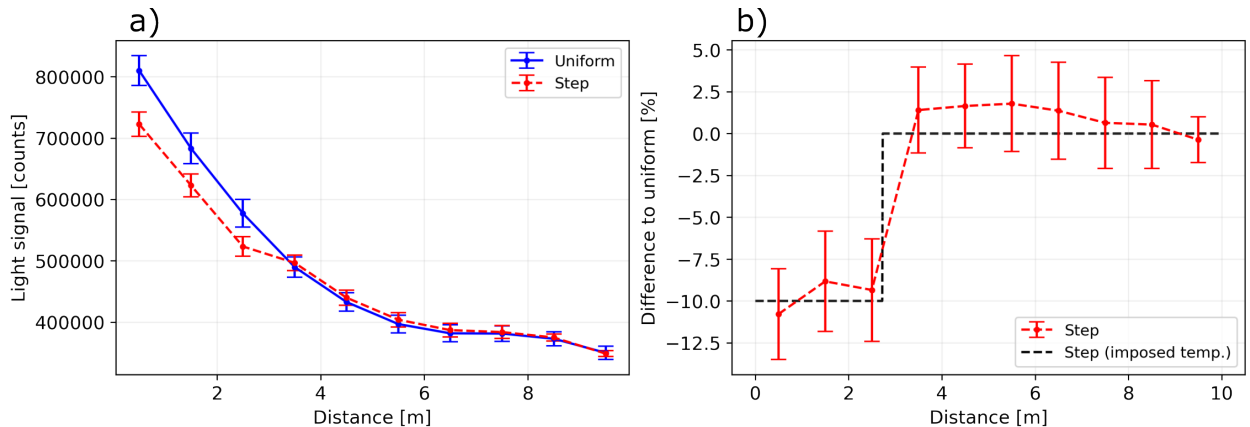 a)
800000
700000
600000
500000
400000
Light signal [counts]
2
4
6
8
Distance [m]
Uniform
Step
b)
5.0
2.5
0.0
−2.5
−5.0
−7.5
−10.0
−12.5
Difference to uniform [%]
0
2
4
6
8
10
Distance [m]
Step
Step (imposed temp.)